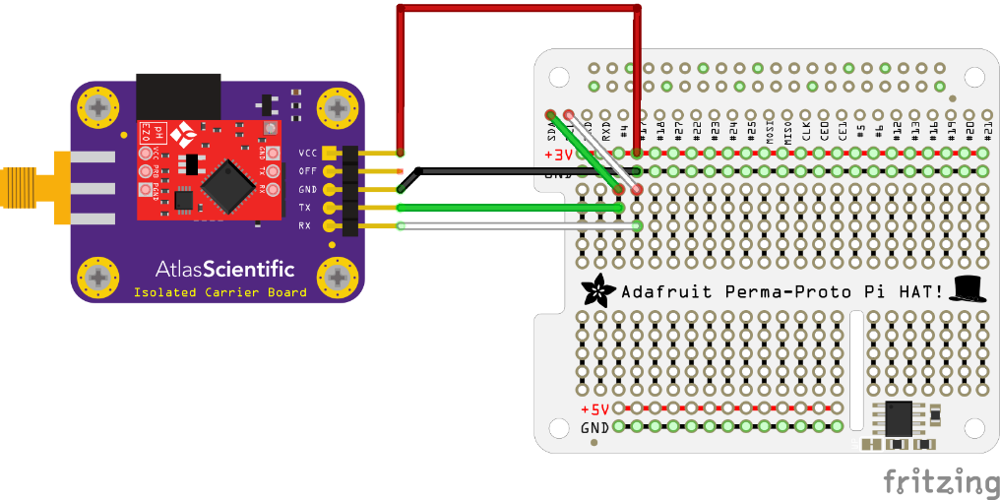 pH
EZO
VCC PRB PGND
GND TX RX
VCC
OFF
GND
TX
RX
AtlasScientific
Isolated Carrier Board
SDA
RXD
#4
#17
#18
#27
#22
#23
#24
#25
MOSI
MISO
CLK
CE0
CE1
#5
#6
#12
#13
#16
#19
#20
#21
+3V
GND
Adafruit Perma-Proto Pi HAT!
+5V
GND
fritzing